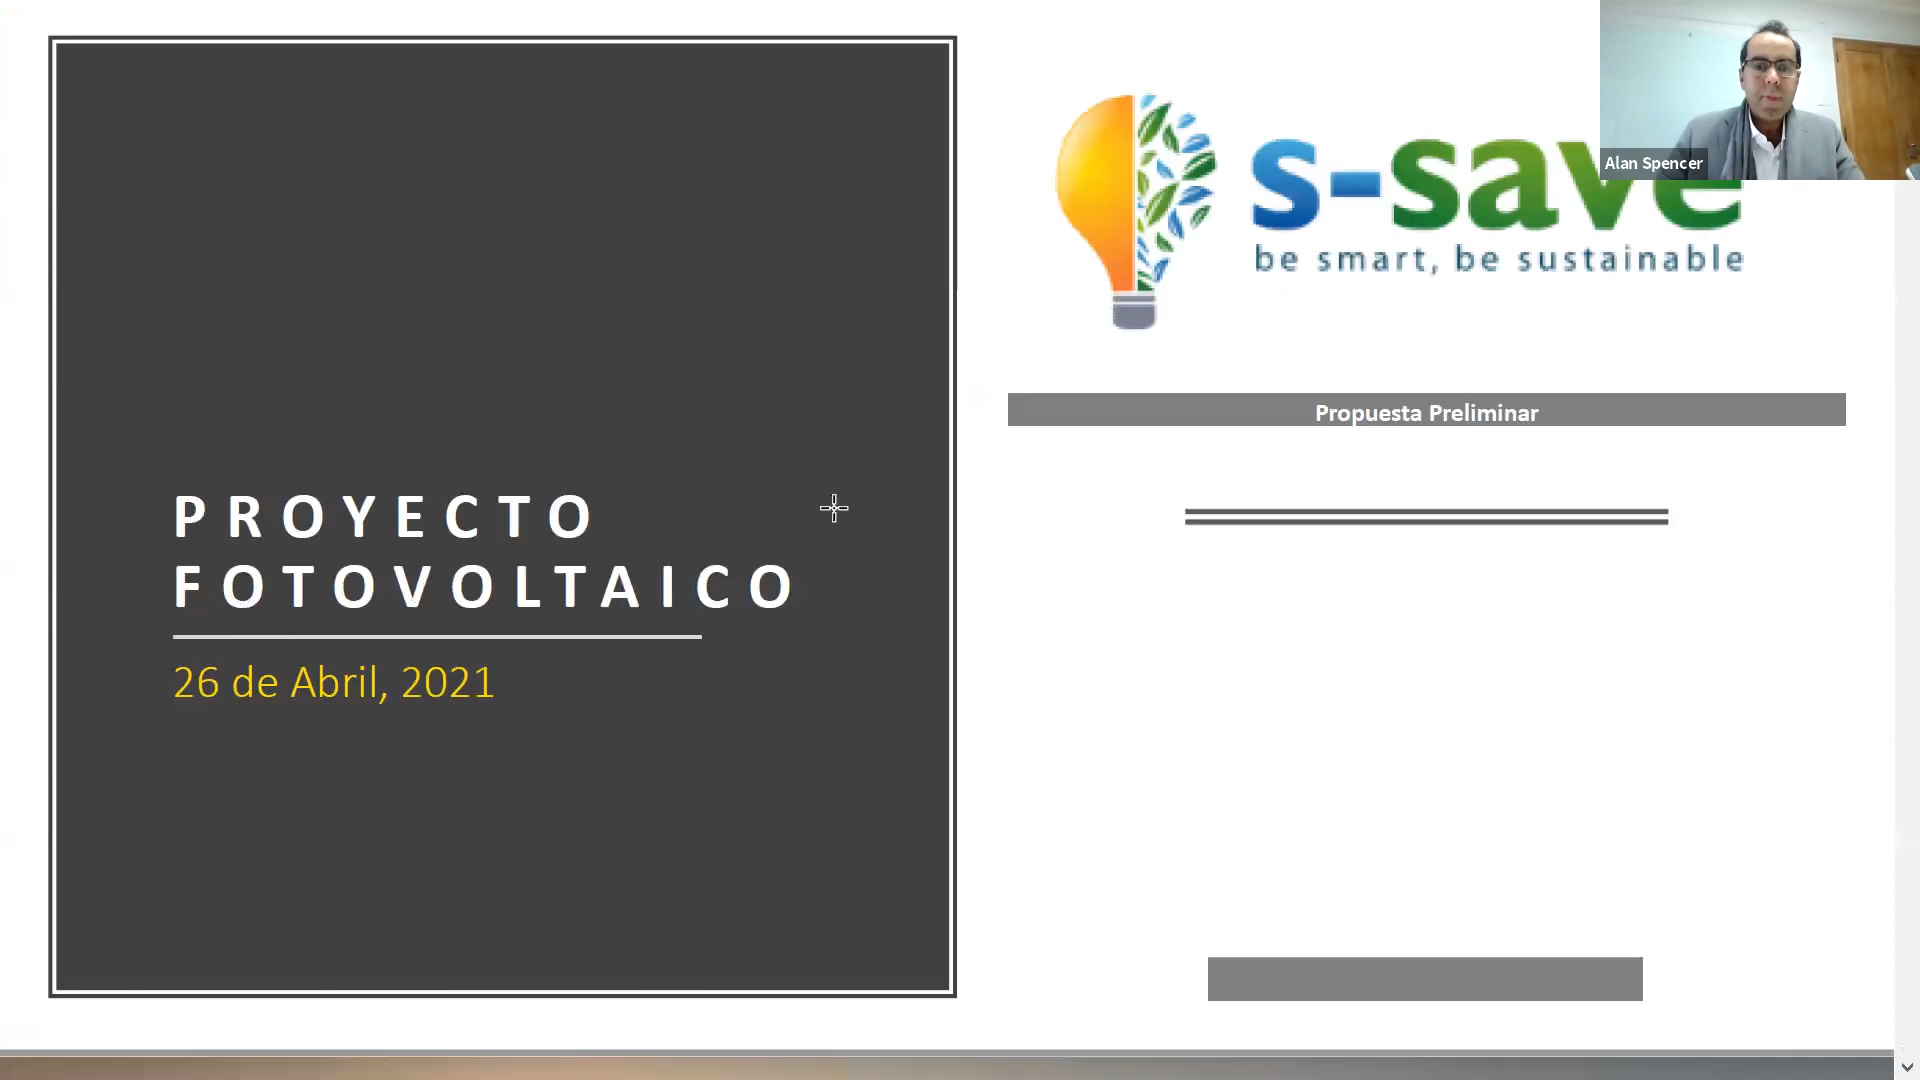 PROYECTO
FOTOVOLTAICO
26 de Abril, 2021
s-save
be smart, be sustainable
Alan Spencer
Propuesta Preliminar